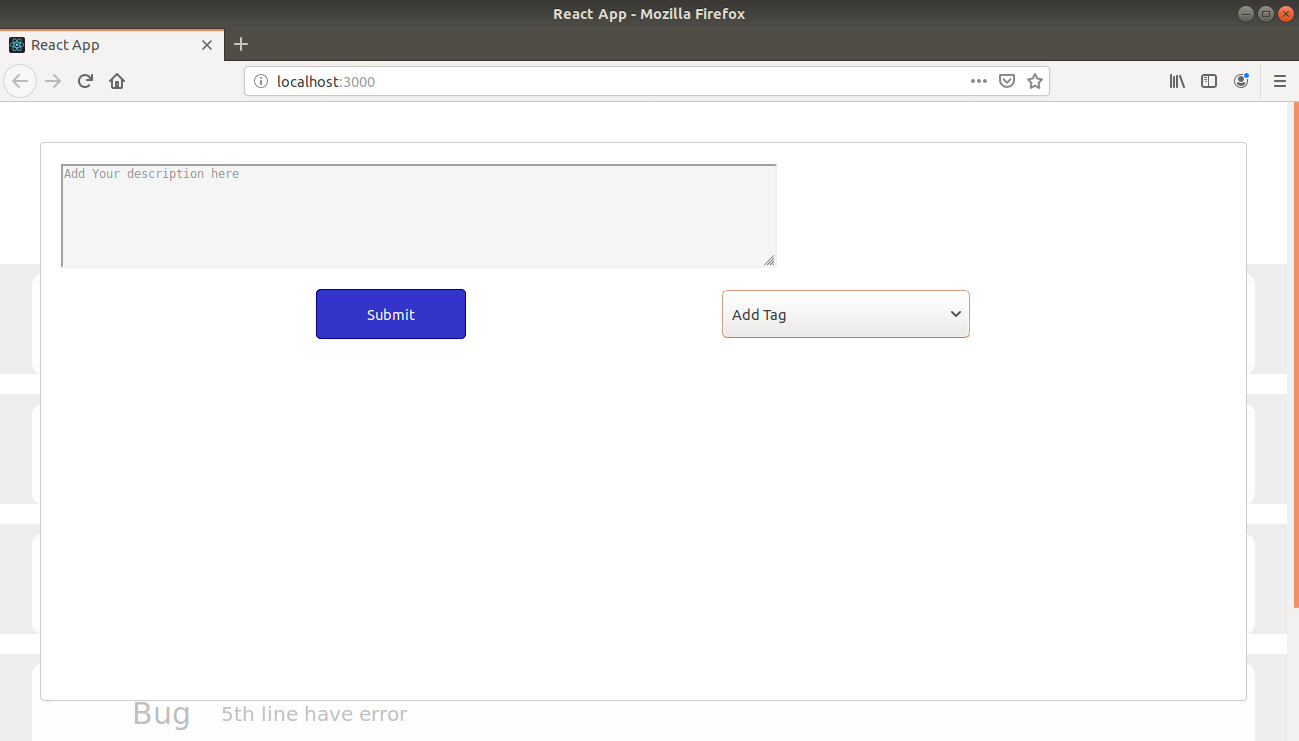 React App - Mozilla Firefox
React App
localhost:3000
Add Your description here
Submit
Add Tag
Bug 5th line have error